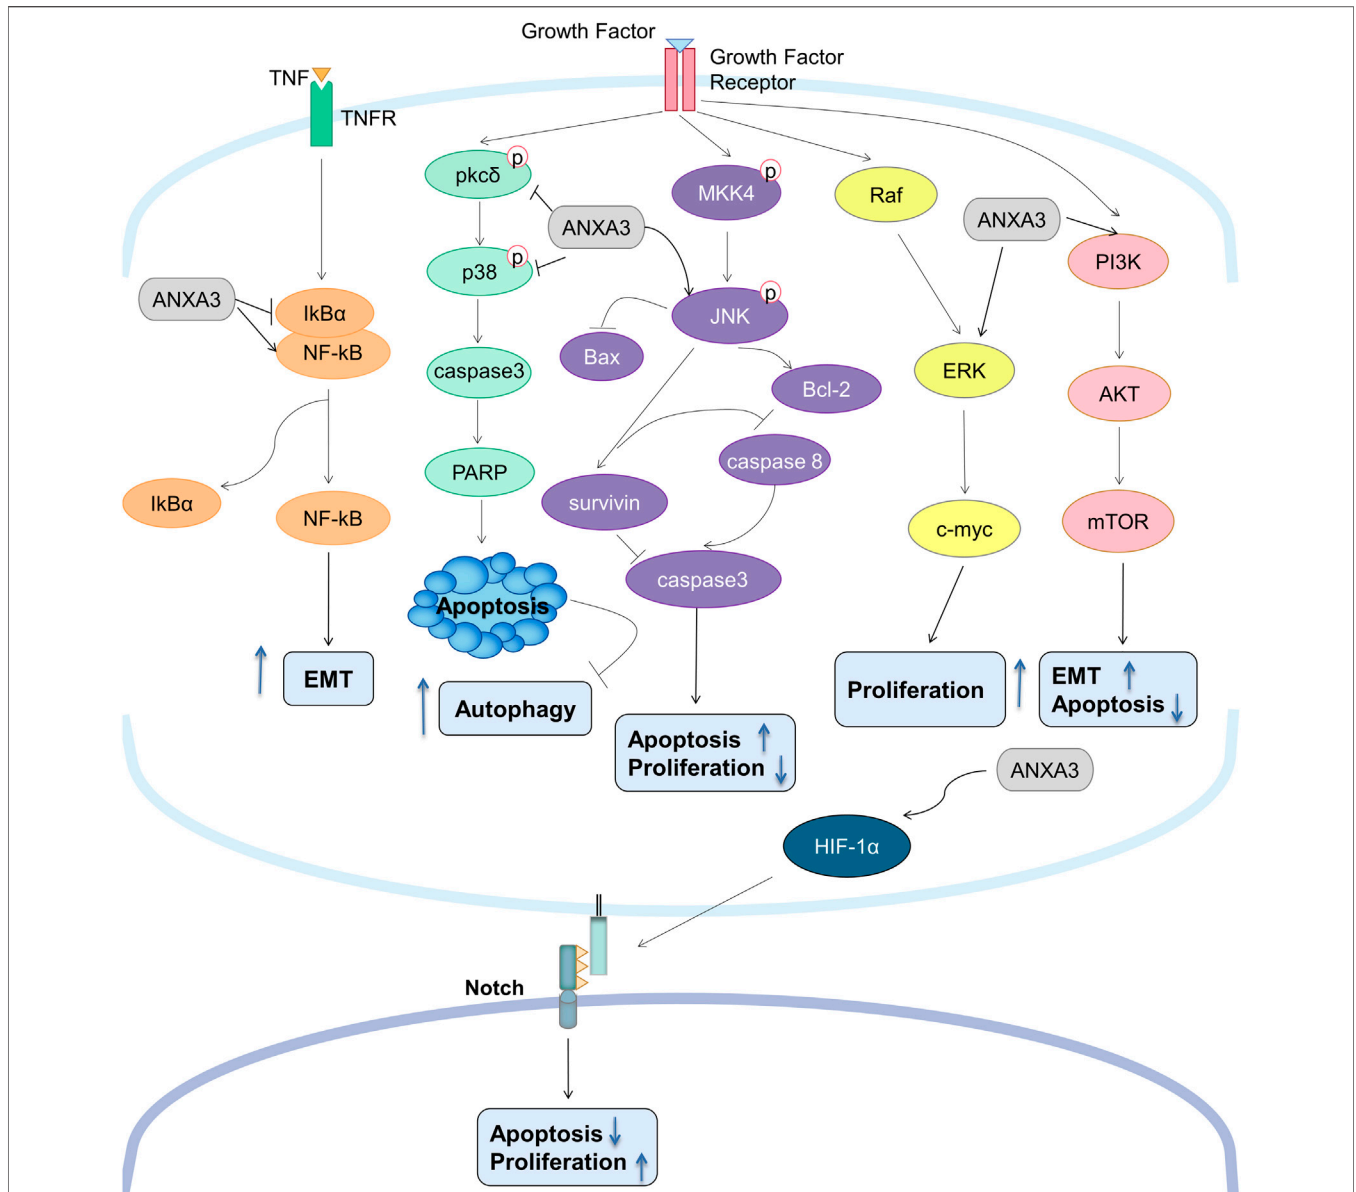 Growth Factor
Growth Factor
Receptor
TNF
TNFR
pkcδ
p
MKK4
p
Raf
ANXA3
ANXA3
p38
p
PI3K
ANXA3
IkBα
NF-kB
JNK
p
Bax
caspase3
Bcl-2
ERK
AKT
PARP
caspase 8
IkBα
NF-kB
survivin
c-myc
mTOR
caspase3
Apoptosis
EMT
Autophagy
Proliferation
EMT
Apoptosis
Apoptosis
Proliferation
ANXA3
HIF-1α
Notch
Apoptosis
Proliferation